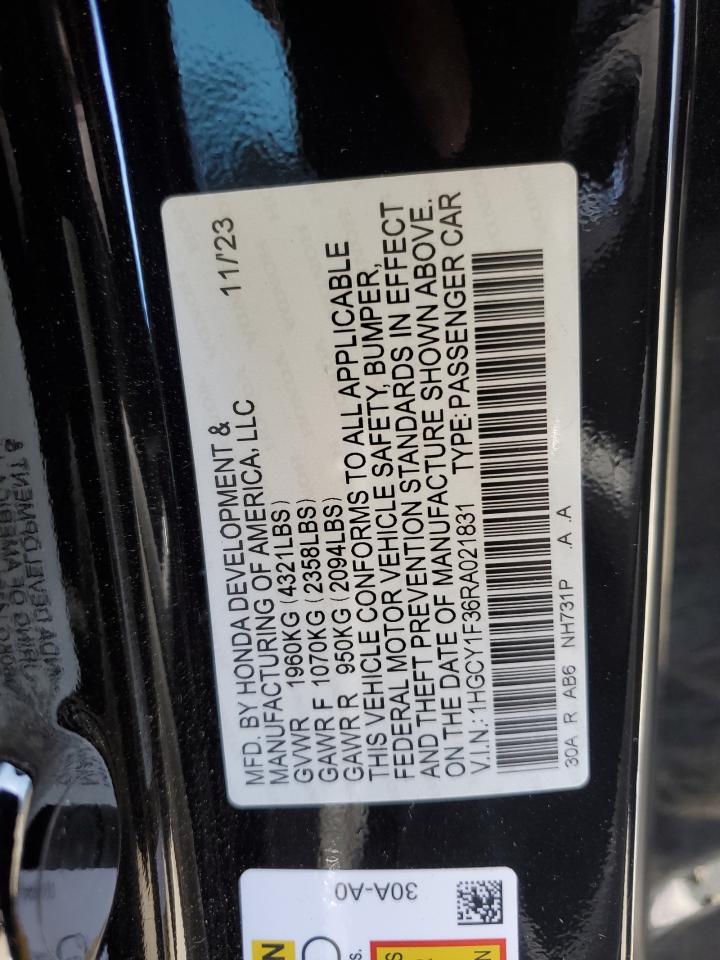 MFD. BY HONDA DEVELOPMENT &
MANUFACTURING OF AMERICA, LLC 11/'23
GVWR 1960KG (4321LBS)
GAWR F 1070KG (2358LBS)
GAWR R 950KG (2094LBS)
THIS VEHICLE CONFORMS TO ALL APPLICABLE
FEDERAL MOTOR VEHICLE SAFETY, BUMPER,
AND THEFT PREVENTION STANDARDS IN EFFECT
ON THE DATE OF MANUFACTURE SHOWN ABOVE.
V.I.N.: 1HGCY1F36RA021831 TYPE: PASSENGER CAR
30A R AB6 NH731P .A .A
30A-A0